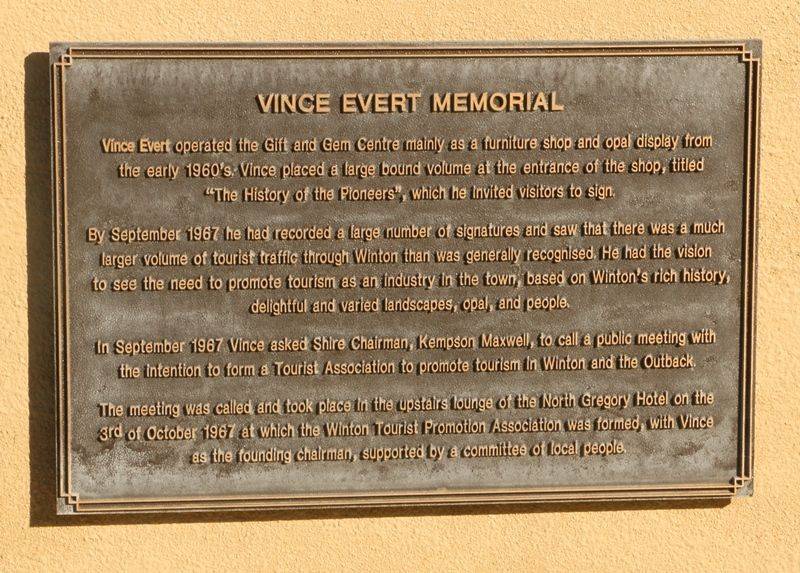 VINCE EVERT MEMORIAL
Vince Evert operated the Gift and Gem Centre mainly as a furniture shop and opal display from
the early 1960's. Vince placed a large bound volume at the entrance of the shop, titled
"The History of the Pioneers", which he invited visitors to sign.
By September 1967 he had recorded a large number of signatures and saw that there was a much
larger volume of tourist traffic through Winton than was generally recognised. He had the vision
to see the need to promote tourism as an industry in the town, based on Winton's rich history,
delightful and varied landscapes, opal, and people.
In September 1967 Vince asked Shire Chairman, Kempson Maxwell, to call a public meeting with
the intention to form a Tourist Association to promote tourism in Winton and the Outback.
The meeting was called and took place in the upstairs lounge of the North Gregory Hotel on the
3rd of October 1967 at which the Winton Tourist Promotion Association was formed, with Vince
as the founding chairman, supported by a committee of local people.